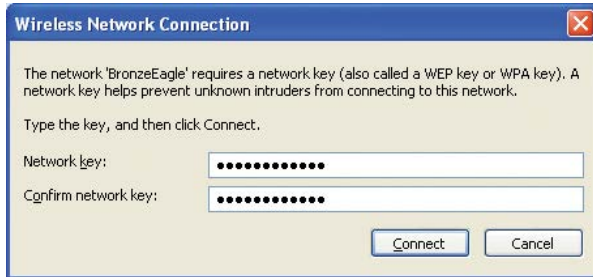 Wireless Network Connection
The network 'BronzeEagle' requires a network key (also called a WEP key or WPA key). A
network key helps prevent unknown intruders from connecting to this network.
Type the key, and then click Connect.
Network key: ●●●●●●●●●●●●
Confirm network key: ●●●●●●●●●●●●
Connect Cancel